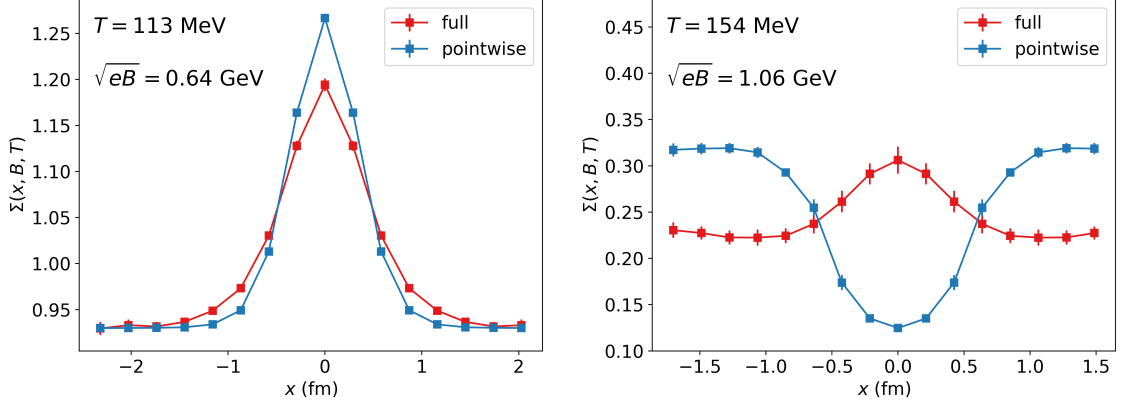 T = 113 MeV
√eB = 0.64 GeV
full
pointwise
Σ(x, B, T)
1.25
1.20
1.15
1.10
1.05
1.00
0.95
−2 −1 0 1 2
x (fm)
T = 154 MeV
√eB = 1.06 GeV
full
pointwise
Σ(x, B, T)
0.45
0.40
0.35
0.30
0.25
0.20
0.15
0.10
−1.5 −1.0 −0.5 0.0 0.5 1.0 1.5
x (fm)